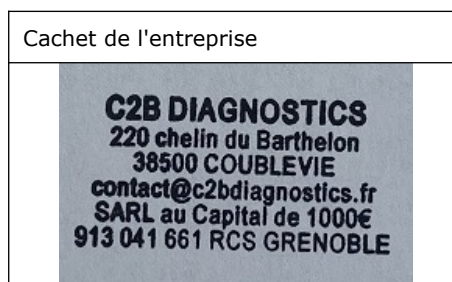 Cachet de l'entreprise
C2B DIAGNOSTICS
220 chelin du Barthelon
38500 COUBLEVIE
contact@c2bdiagnostics.fr
SARL au Capital de 1000€
913 041 661 RCS GRENOBLE